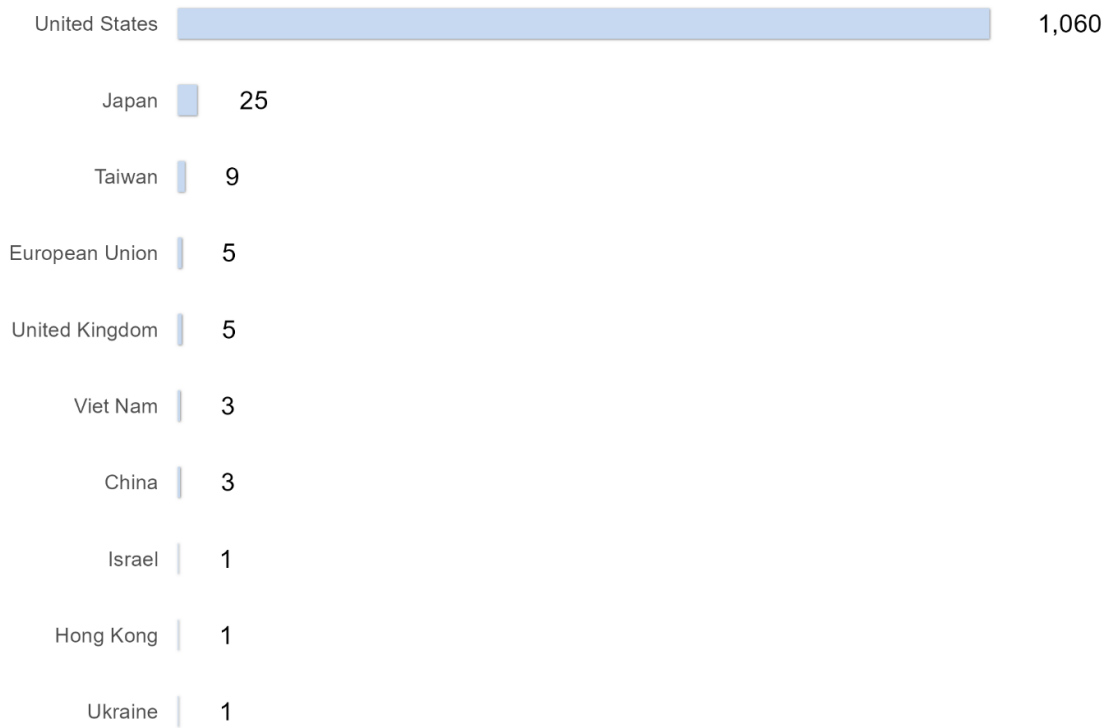 United States 1,060
Japan 25
Taiwan 9
European Union 5
United Kingdom 5
Viet Nam 3
China 3
Israel 1
Hong Kong 1
Ukraine 1